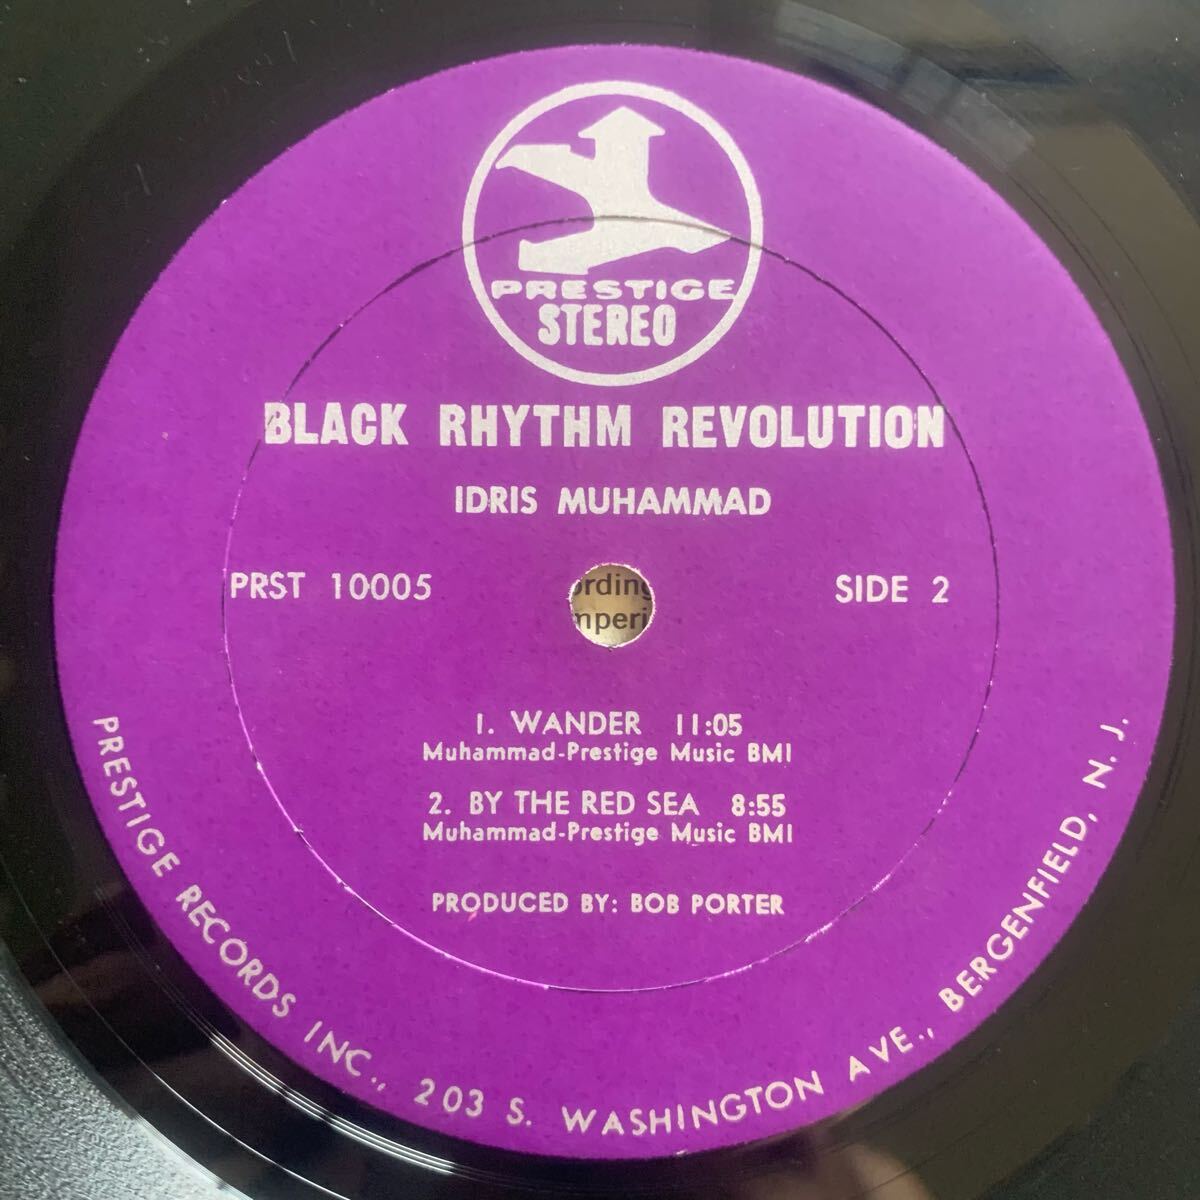 PRESTIGE
STEREO
BLACK RHYTHM REVOLUTION
IDRIS MUHAMMAD
PRST 10005
SIDE 2
1. WANDER 11:05
Muhammad-Prestige Music BMI
2. BY THE RED SEA 8:55
Muhammad-Prestige Music BMI
PRODUCED BY: BOB PORTER
PRESTIGE RECORDS INC., 203 S. WASHINGTON AVE., BERGENFIELD, N. J.